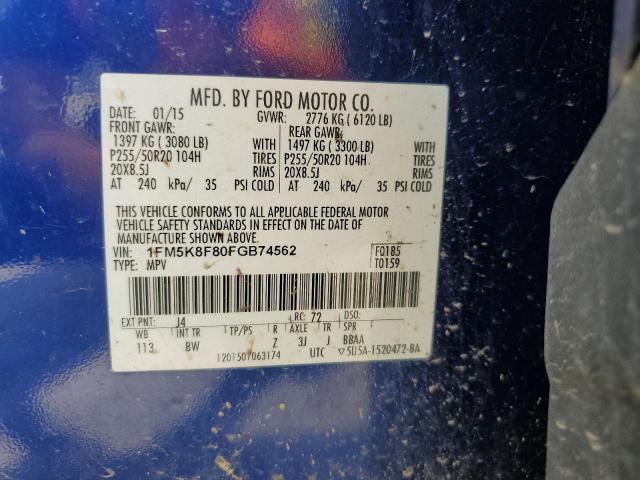 MFD. BY FORD MOTOR CO.
DATE: 01/15 GVWR: 2776 KG ( 6120 LB)
FRONT GAWR: REAR GAWR:
1397 KG ( 3080 LB) WITH 1497 KG ( 3300 LB) WITH
P255/50R20 104H TIRES P255/50R20 104H TIRES
20X8.5J RIMS 20X8.5J RIMS
AT 240 kPa/ 35 PSI COLD AT 240 kPa/ 35 PSI COLD
THIS VEHICLE CONFORMS TO ALL APPLICABLE FEDERAL MOTOR
VEHICLE SAFETY STANDARDS IN EFFECT ON THE DATE OF
MANUFACTURE SHOWN ABOVE.
VIN: 1FM5K8F80FGB74562 F0185
TYPE: MPV T0159
EXT PNT: J4 RC: 72 DSO:
WB INT TR TP/PS R AXLE TR SPR
113 BW Z 3J J BBAA
1201507063174 UTC ▽5U5A-1520472-BA